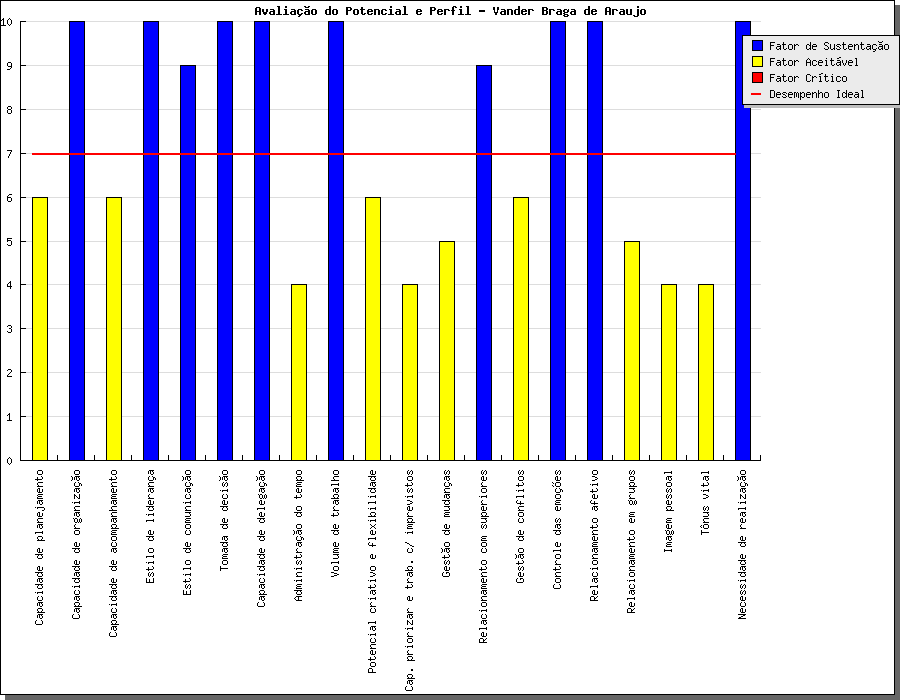 Avaliação do Potencial e Perfil - Vander Braga de Araujo
10
9
8
7
6
5
4
3
2
1
0
Fator de Sustentação
Fator Aceitável
Fator Crítico
Desempenho Ideal
Capacidade de planejamento
Capacidade de organização
Capacidade de acompanhamento
Estilo de liderança
Estilo de comunicação
Tomada de decisão
Capacidade de delegação
Administração do tempo
Volume de trabalho
Potencial criativo e flexibilidade
Cap. priorizar e trab. c/ imprevistos
Gestão de mudanças
Relacionamento com superiores
Gestão de conflitos
Controle das emoções
Relacionamento afetivo
Relacionamento em grupos
Imagem pessoal
Tônus vital
Necessidade de realização